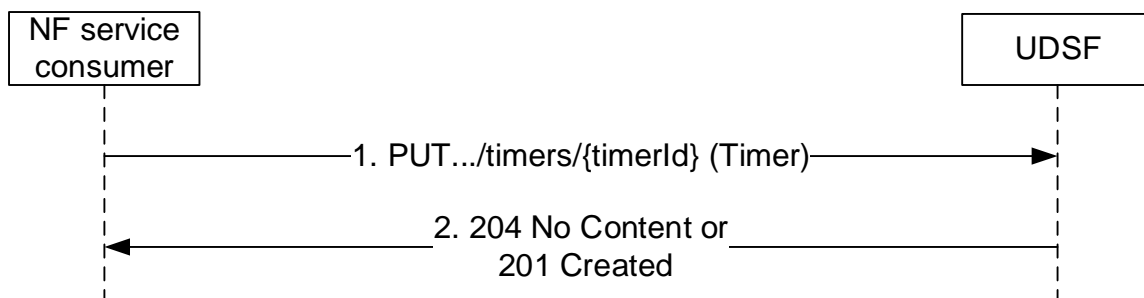 NF service
consumer
UDSF
1. PUT.../timers/{timerId} (Timer)
2. 204 No Content or
201 Created